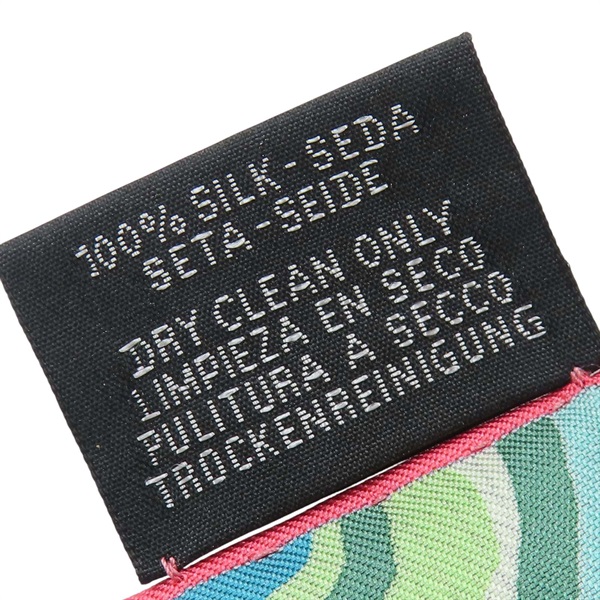 100% SILK-SEDA
SETA-SEIDE
DRY CLEAN ONLY
LIMPIEZA EN SECO
PULITURA A SECCO
TROCKENREINIGUNG